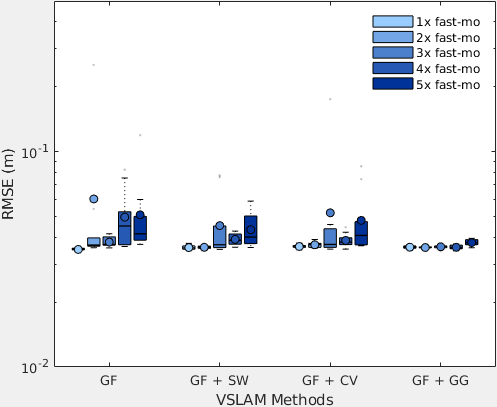 1x fast-mo
2x fast-mo
3x fast-mo
4x fast-mo
5x fast-mo
RMSE (m)
10^-1
10^-2
GF
GF + SW
GF + CV
GF + GG
VSLAM Methods